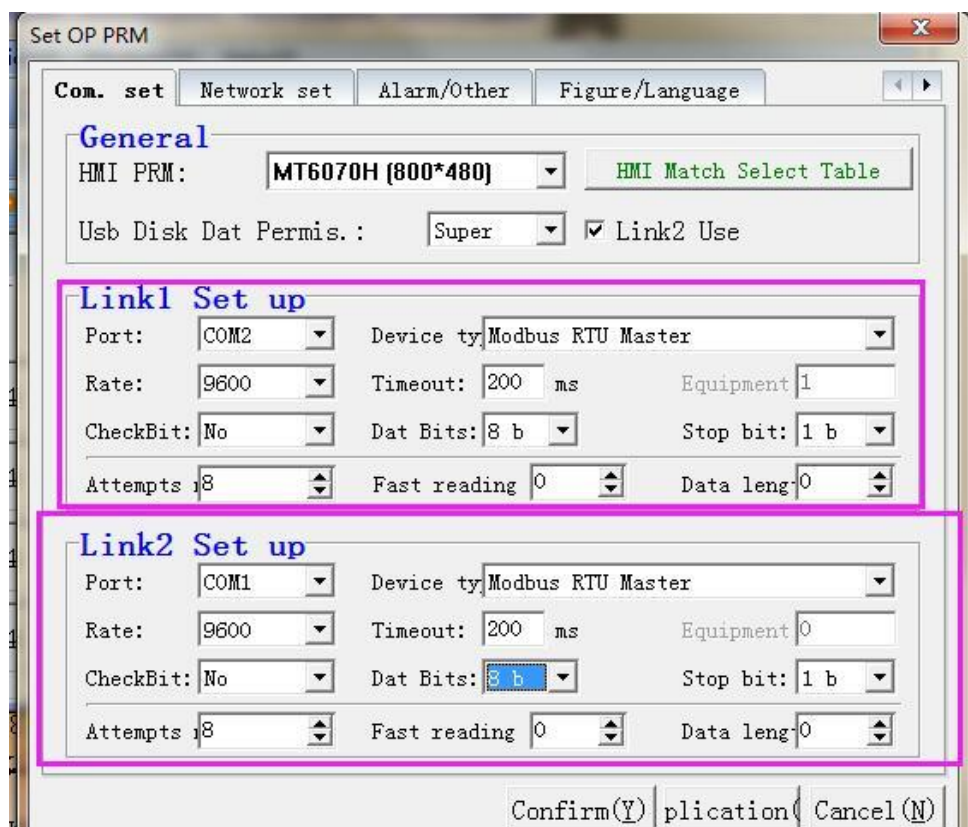 Set OP PRM
Com. set Network set Alarm/Other Figure/Language
General
HMI PRM: MT6070H (800*480) HMI Match Select Table
Usb Disk Dat Permis.: Super Link2 Use
Link1 Set up
Port: COM2 Device ty Modbus RTU Master
Rate: 9600 Timeout: 200 ms Equipment 1
CheckBit: No Dat Bits: 8 b Stop bit: 1 b
Attempts 8 Fast reading 0 Data leng 0
Link2 Set up
Port: COM1 Device ty Modbus RTU Master
Rate: 9600 Timeout: 200 ms Equipment 0
CheckBit: No Dat Bits: 8 b Stop bit: 1 b
Attempts 8 Fast reading 0 Data leng 0
Confirm(Y) plication( Cancel(N)